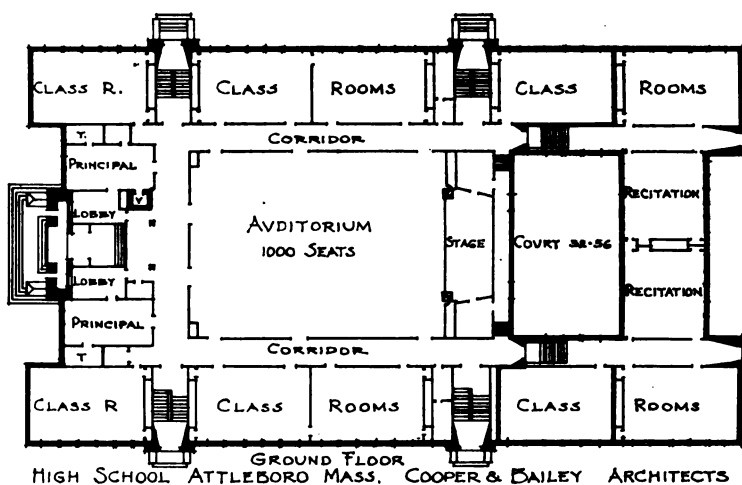 CLASS R. CLASS ROOMS CLASS ROOMS
CORRIDOR
T.
PRINCIPAL
V
LOBBY
RECITATION
AVDITORIUM
1000 SEATS
STAGE
COURT 32·56
LOBBY
RECITATION
PRINCIPAL
T
CORRIDOR
CLASS R CLASS ROOMS CLASS ROOMS
GROUND FLOOR
HIGH SCHOOL ATTLEBORO MASS. COOPER & BAILEY ARCHITECTS